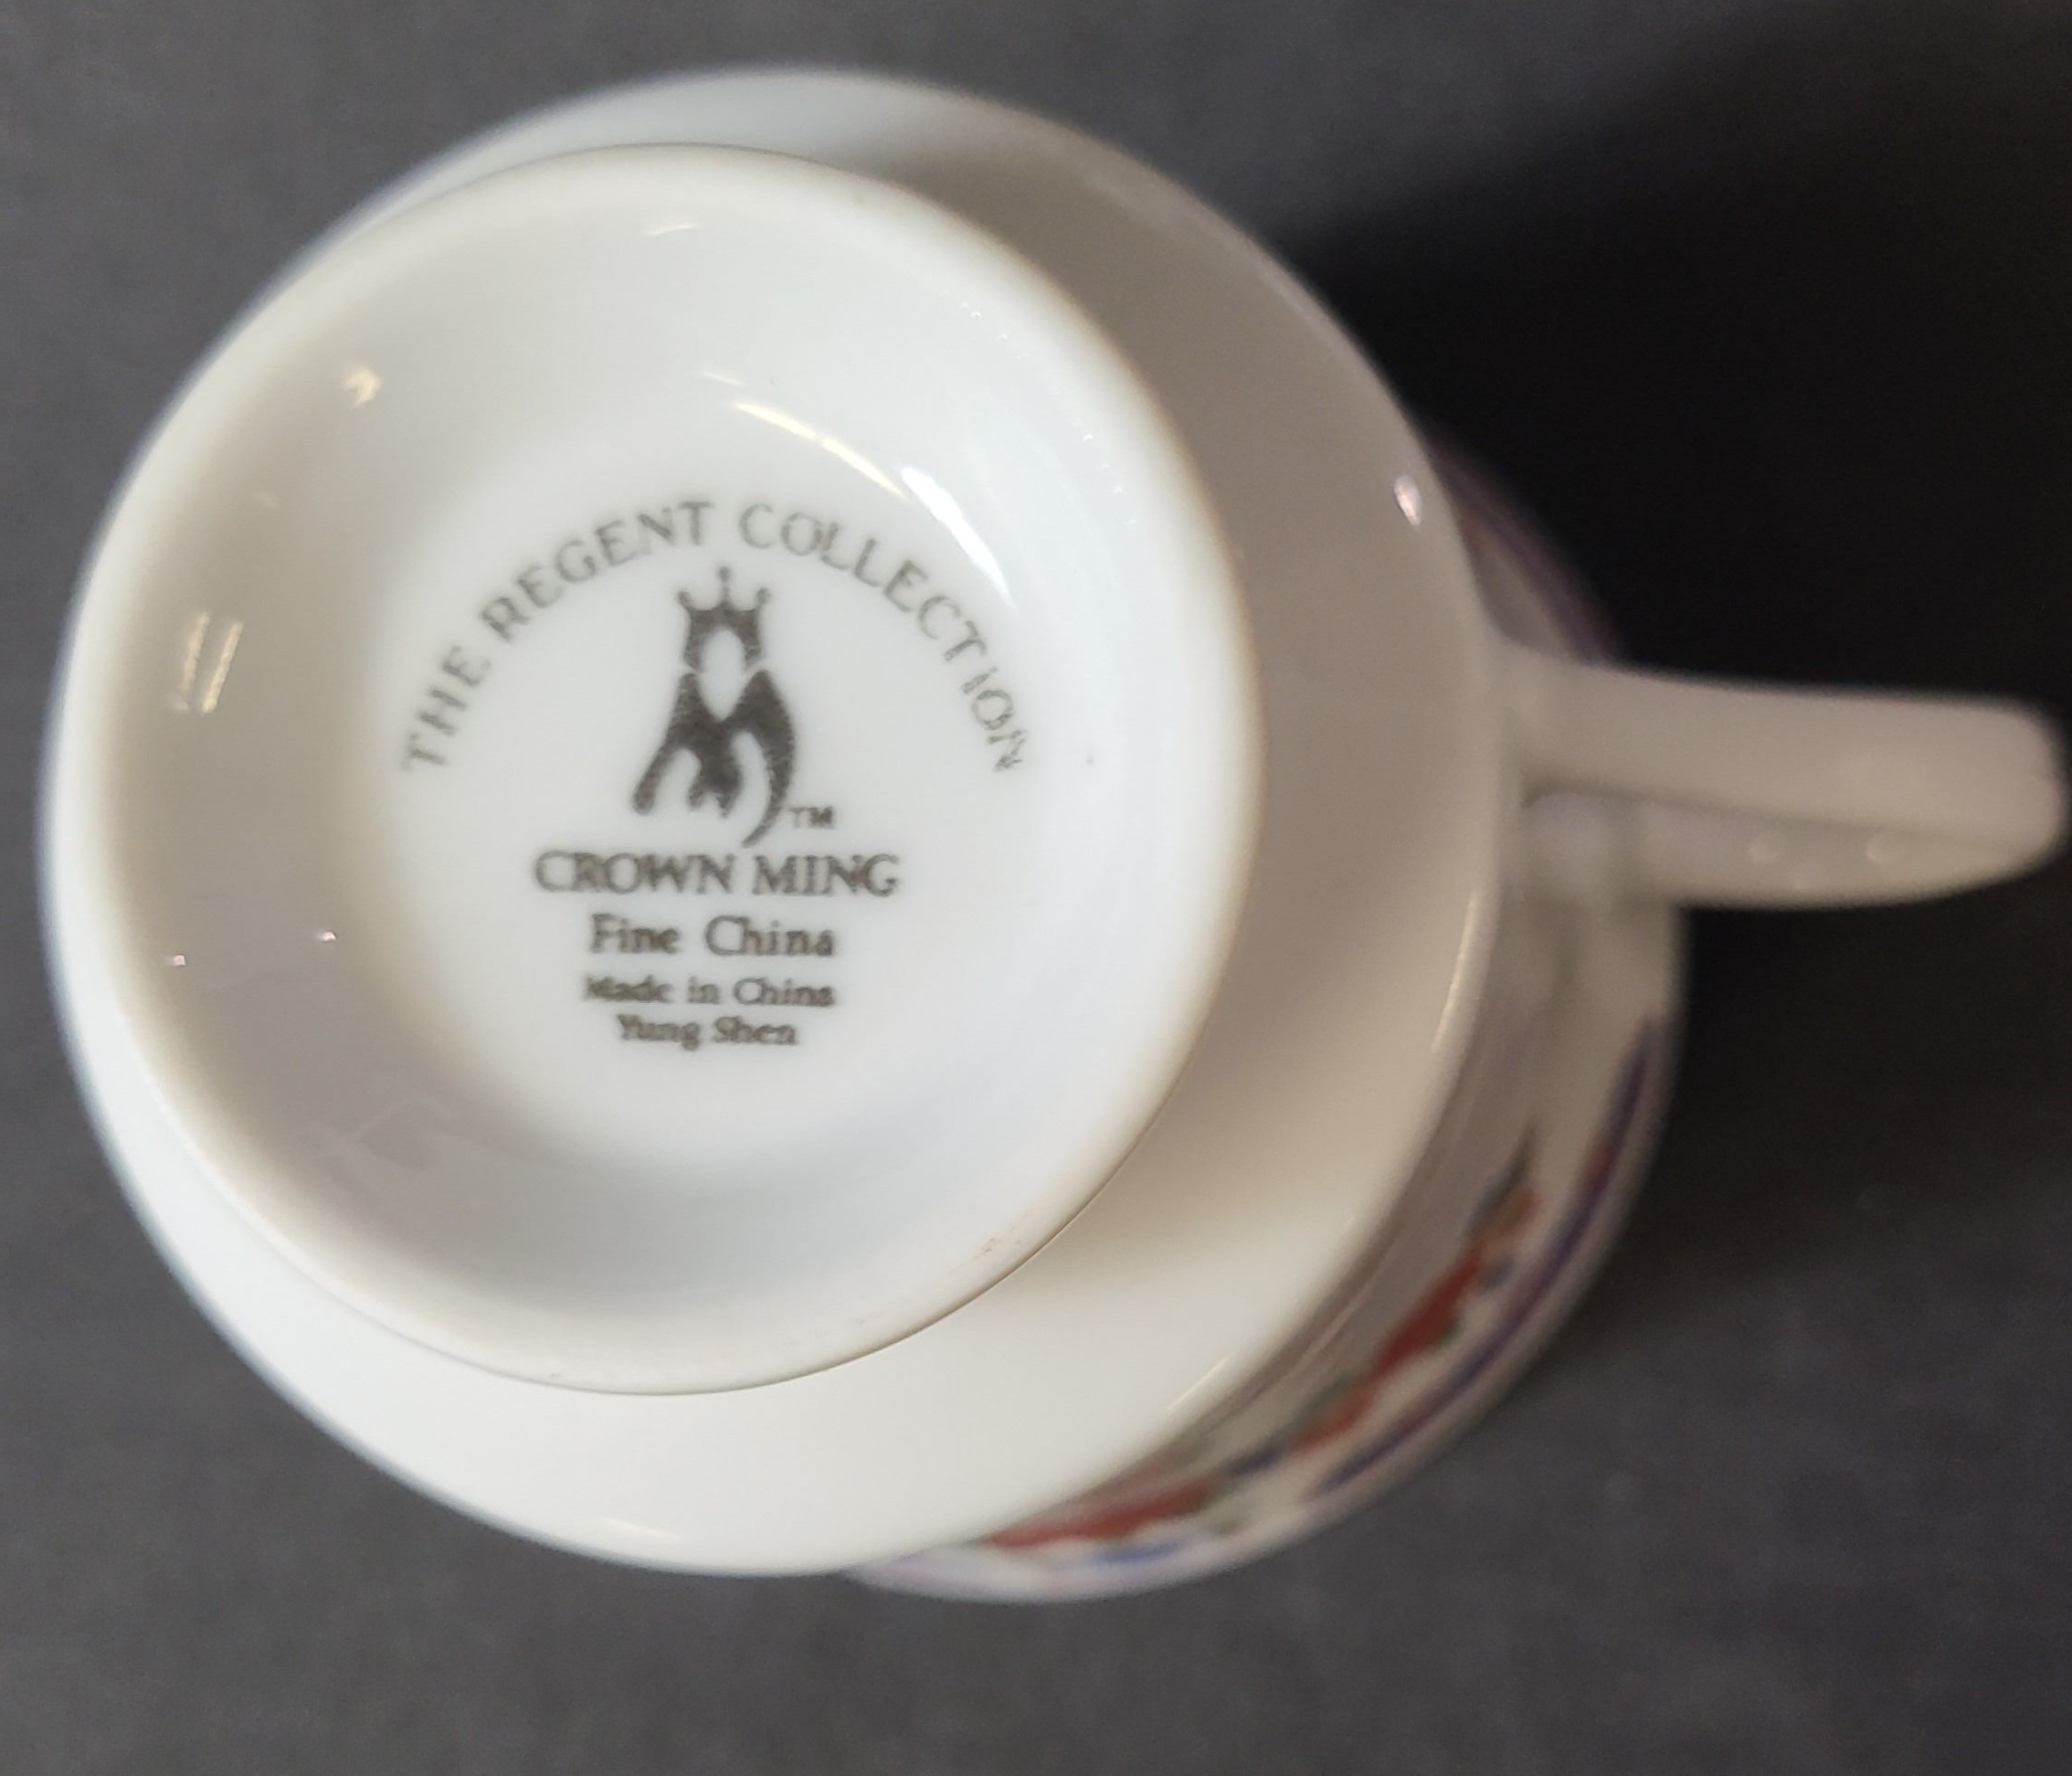 THE REGENT COLLECTION
TM
CROWN MING
Fine China
Made in China
Yung Shen